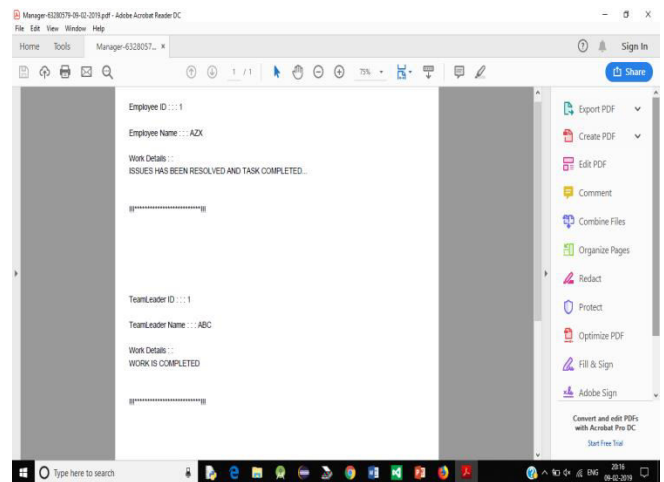 Manager-63280579-09-02-2019.pdf - Adobe Acrobat Reader DC
File Edit View Window Help
Home Tools Manager-6328057... × Sign In
1 / 1 75% Share
Employee ID : : : 1
Employee Name : : : AZX
Work Details : :
ISSUES HAS BEEN RESOLVED AND TASK COMPLETED...
!!!**************************!!!
TeamLeader ID : : : 1
TeamLeader Name : : : ABC
Work Details : :
WORK IS COMPLETED
!!!**************************!!!
Export PDF
Create PDF
Edit PDF
Comment
Combine Files
Organize Pages
Redact
Protect
Optimize PDF
Fill & Sign
Adobe Sign
Convert and edit PDFs
with Acrobat Pro DC
Start Free Trial
Type here to search
ENG
20:16
09-02-2019